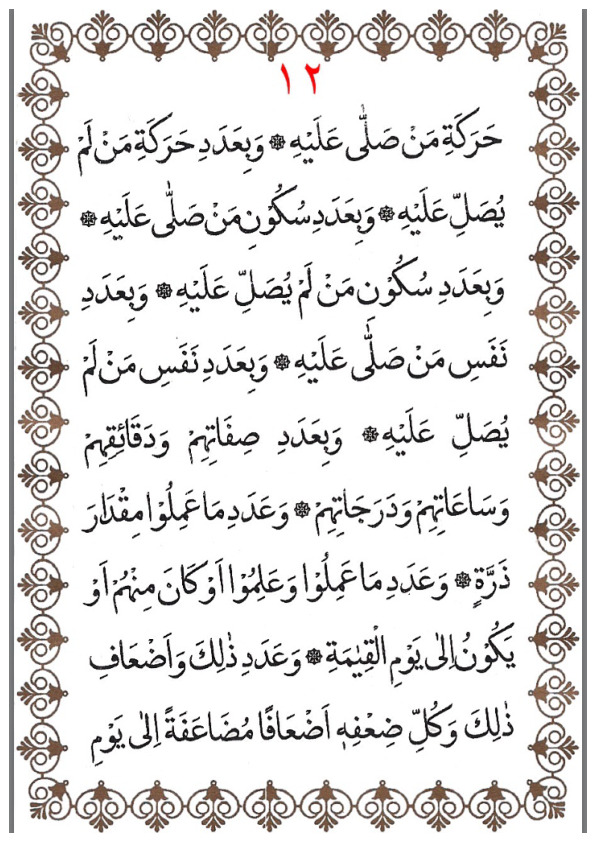 ١٢
حَرَكَةِ مَنْ صَلّٰى عَلَيْهِ ❁ وَبِعَدَدِ حَرَكَةِ مَنْ لَمْ
يُصَلِّ عَلَيْهِ ❁ وَبِعَدَدِ سُكُوْنِ مَنْ صَلّٰى عَلَيْهِ ❁
وَبِعَدَدِ سُكُوْنِ مَنْ لَمْ يُصَلِّ عَلَيْهِ ❁ وَبِعَدَدِ
نَفَسِ مَنْ صَلّٰى عَلَيْهِ ❁ وَبِعَدَدِ نَفَسِ مَنْ لَمْ
يُصَلِّ عَلَيْهِ ❁ وَبِعَدَدِ صِفَاتِهِمْ وَدَقَائِقِهِمْ
وَسَاعَاتِهِمْ وَدَرَجَاتِهِمْ ❁ وَعَدَدِ مَا عَمِلُوْا مِقْدَارَ
ذَرَّةٍ ❁ وَعَدَدِ مَا عَمِلُوْا وَعَلِمُوْا اَوْ كَانَ مِنْهُمْ اَوْ
يَكُوْنُ اِلٰى يَوْمِ الْقِيٰمَةِ ❁ وَعَدَدِ ذٰلِكَ وَاَضْعَافِ
ذٰلِكَ وَكُلِّ ضِعْفِهٖ اَضْعَافًا مُضَاعَفَةً اِلٰى يَوْمِ